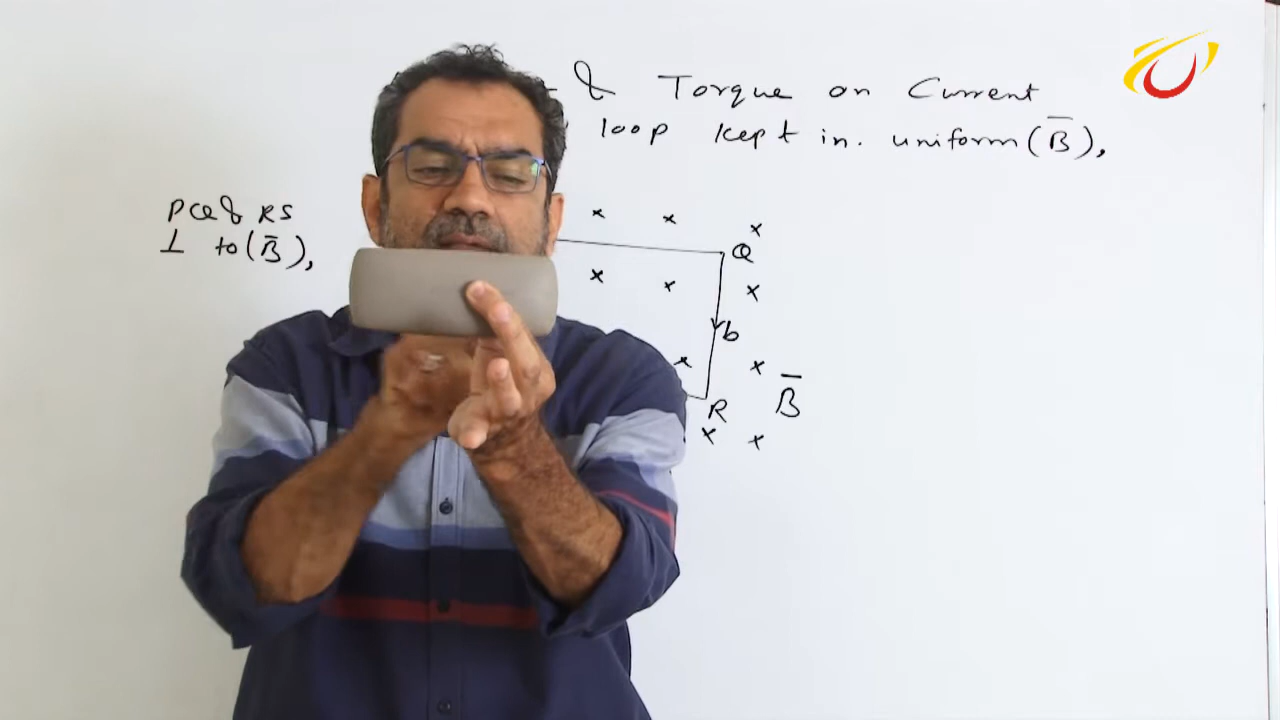 & Torque on Current
loop kept in. uniform (B̄),
PQ & RS
⊥ to (B̄),
Q
b
R
B̄